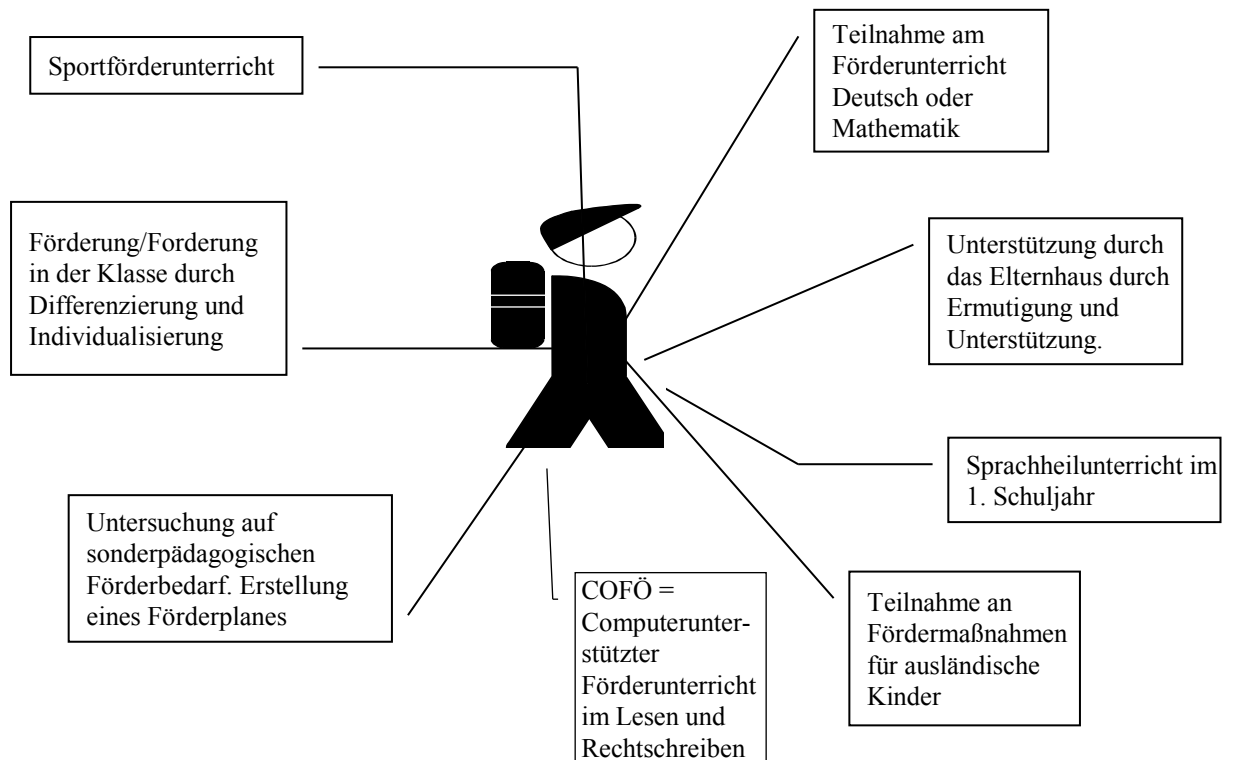 Sportförderunterricht
Teilnahme am
Förderunterricht
Deutsch oder
Mathematik
Förderung/Forderung
in der Klasse durch
Differenzierung und
Individualisierung
Unterstützung durch
das Elternhaus durch
Ermutigung und
Unterstützung.
Sprachheilunterricht im
1. Schuljahr
Untersuchung auf
sonderpädagogischen
Förderbedarf. Erstellung
eines Förderplanes
COFÖ =
Computerunter-
stützter
Förderunterricht
im Lesen und
Rechtschreiben
Teilnahme an
Fördermaßnahmen
für ausländische
Kinder